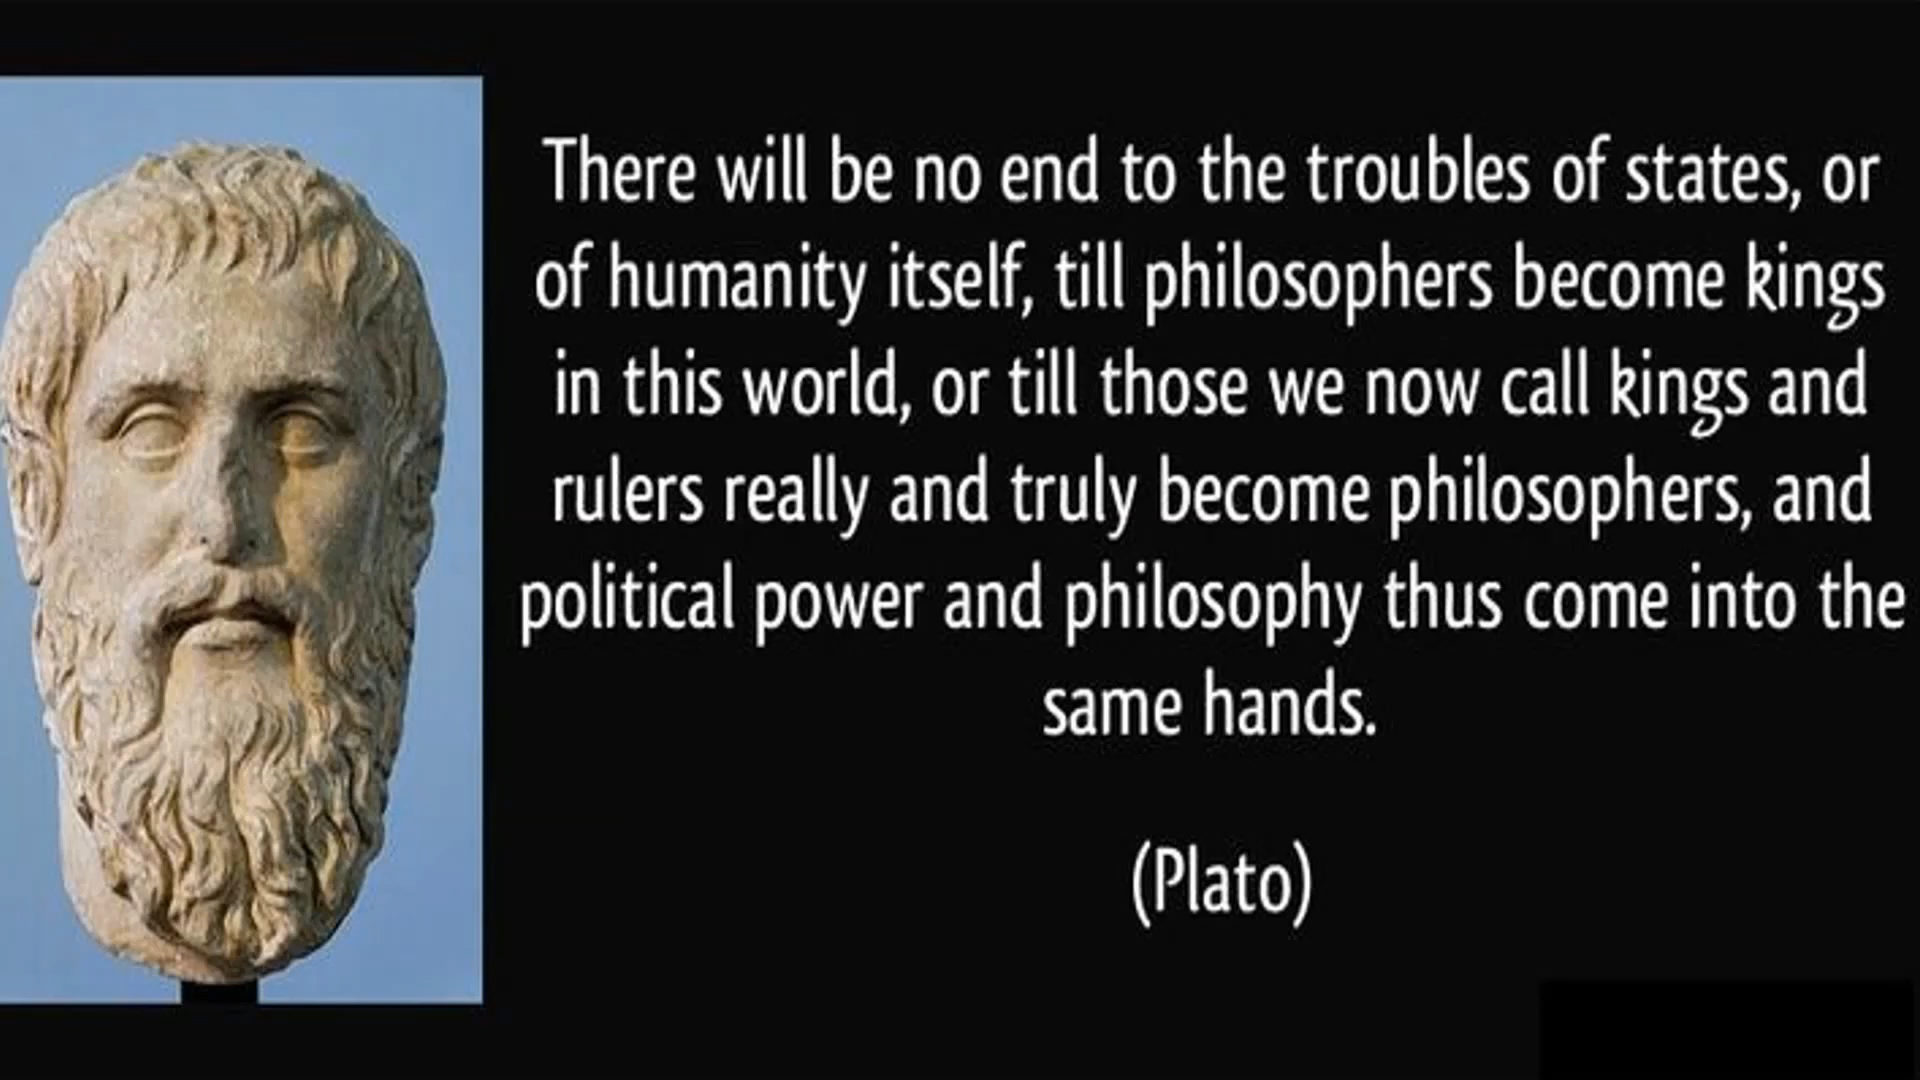 There will be no end to the troubles of states, or
of humanity itself, till philosophers become kings
in this world, or till those we now call kings and
rulers really and truly become philosophers, and
political power and philosophy thus come into the
same hands.
(Plato)